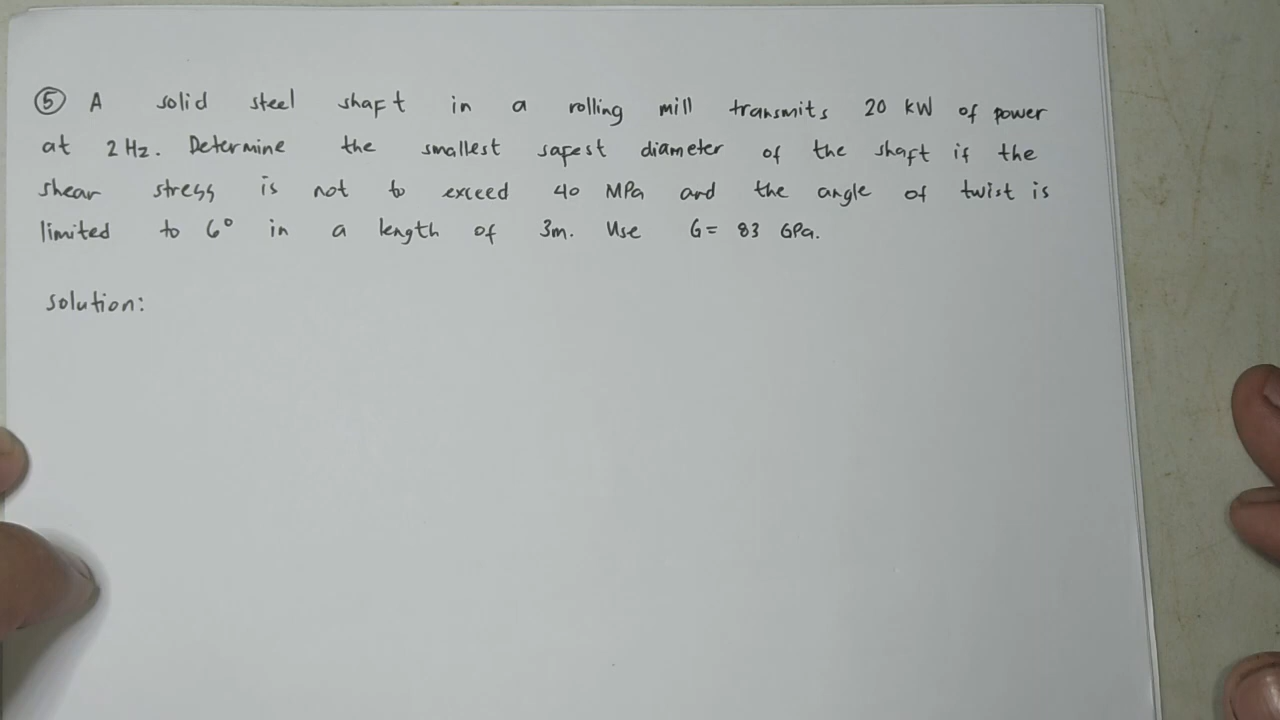 ⑤ A solid steel shaft in a rolling mill transmits 20 kW of power
at 2 Hz. Determine the smallest safest diameter of the shaft if the
shear stress is not to exceed 40 MPa and the angle of twist is
limited to 6° in a length of 3m. Use G = 83 GPa.
Solution: